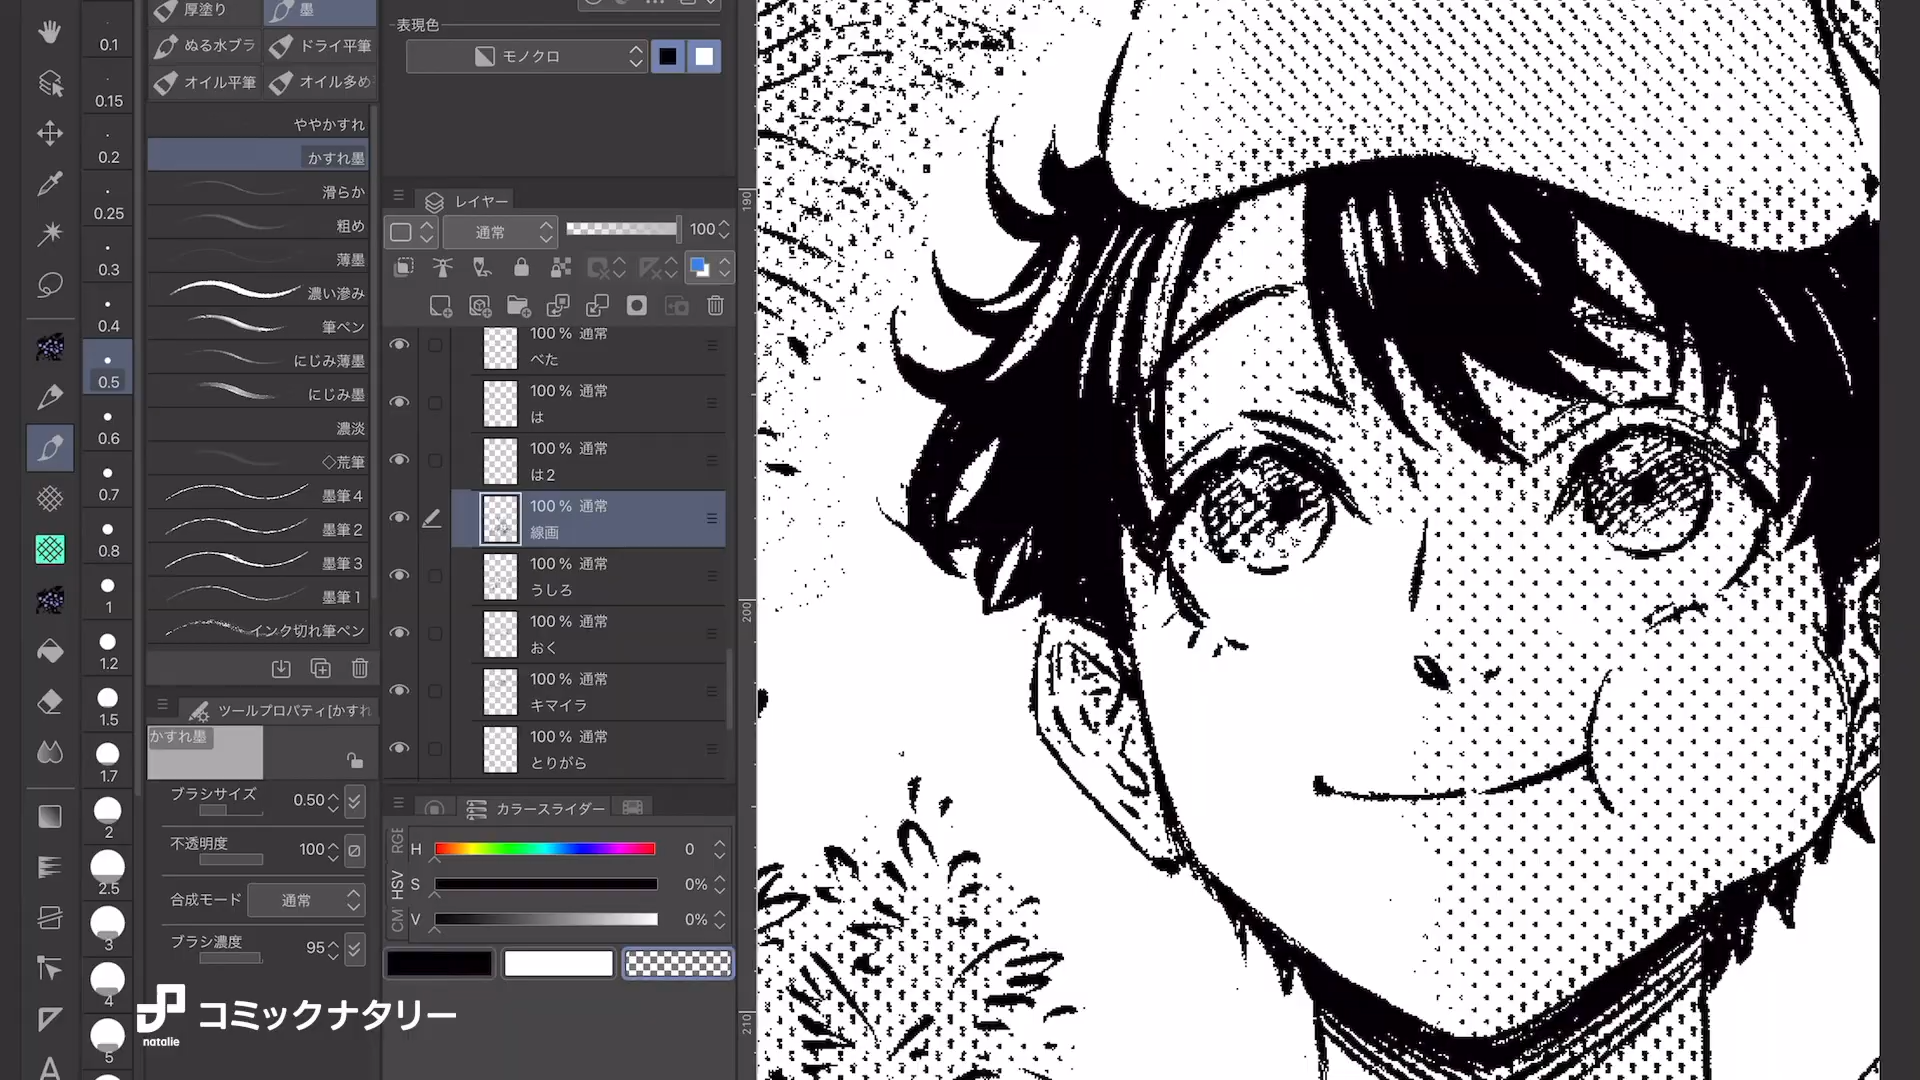 厚塗り
墨
ぬる水ブラ
ドライ平筆
オイル平筆
オイル多め
0.1
0.15
0.2
0.25
0.3
0.4
0.5
0.6
0.7
0.8
1
1.2
1.5
1.7
2
2.5
3
4
5
ややかすれ
かすれ墨
滑らか
粗め
薄墨
濃い滲み
筆ペン
にじみ薄墨
にじみ墨
濃淡
◇荒筆
墨筆４
墨筆２
墨筆３
墨筆１
インク切れ筆ペン
ツールプロパティ[かすれ
かすれ墨
ブラシサイズ
0.50
不透明度
100
合成モード
通常
ブラシ濃度
95
表現色
モノクロ
レイヤー
通常
100
100 % 通常
べた
100 % 通常
は
100 % 通常
は２
100 % 通常
線画
100 % 通常
うしろ
100 % 通常
おく
100 % 通常
キマイラ
100 % 通常
とりがら
カラースライダー
RGB
HSV
CM
H
0
S
0%
V
0%
190
200
210
コミックナタリー
natalie